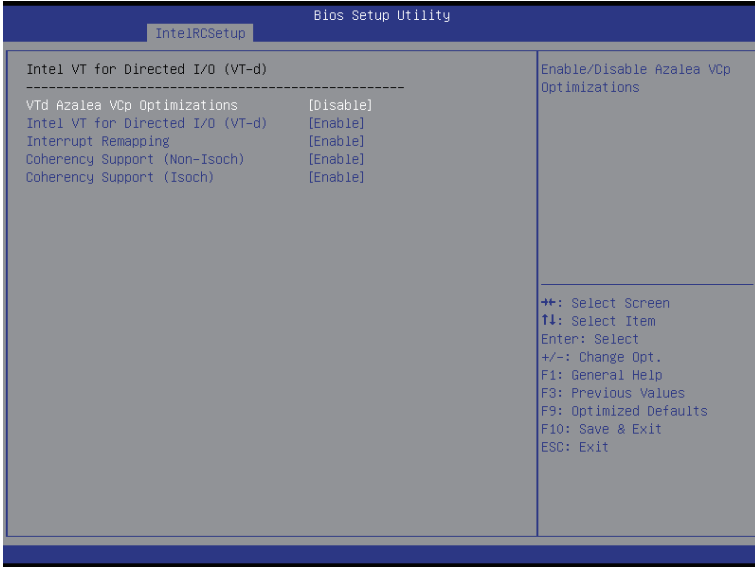 Bios Setup Utility
IntelRCSetup
Intel VT for Directed I/O (VT-d)
--------------------------------------------------
VTd Azalea VCp Optimizations [Disable]
Intel VT for Directed I/O (VT-d) [Enable]
Interrupt Remapping [Enable]
Coherency Support (Non-Isoch) [Enable]
Coherency Support (Isoch) [Enable]
Enable/Disable Azalea VCp
Optimizations
→←: Select Screen
↑↓: Select Item
Enter: Select
+/-: Change Opt.
F1: General Help
F3: Previous Values
F9: Optimized Defaults
F10: Save & Exit
ESC: Exit